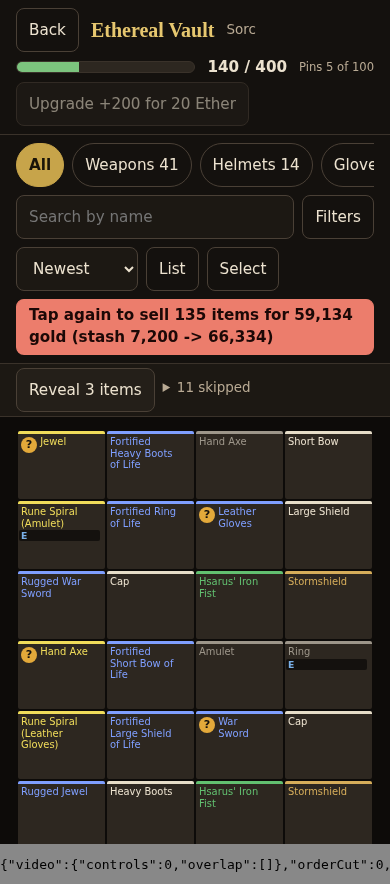 Back Ethereal Vault Sorc
140 / 400 Pins 5 of 100
Upgrade +200 for 20 Ether
All Weapons 41 Helmets 14 Glove
Search by name Filters
Newest List Select
Tap again to sell 135 items for 59,134
gold (stash 7,200 -> 66,334)
Reveal 3 items ▶ 11 skipped
? Jewel
Fortified
Heavy Boots
of Life
Hand Axe
Short Bow
Rune Spiral
(Amulet)
E
Fortified Ring
of Life
? Leather
Gloves
Large Shield
Rugged War
Sword
Cap
Hsarus' Iron
Fist
Stormshield
? Hand Axe
Fortified
Short Bow of
Life
Amulet
Ring
E
Rune Spiral
(Leather
Gloves)
Fortified
Large Shield
of Life
? War
Sword
Cap
Rugged Jewel
Heavy Boots
Hsarus' Iron
Fist
Stormshield
{"video":{"controls":0,"overlap":[]},"orderCut":0,